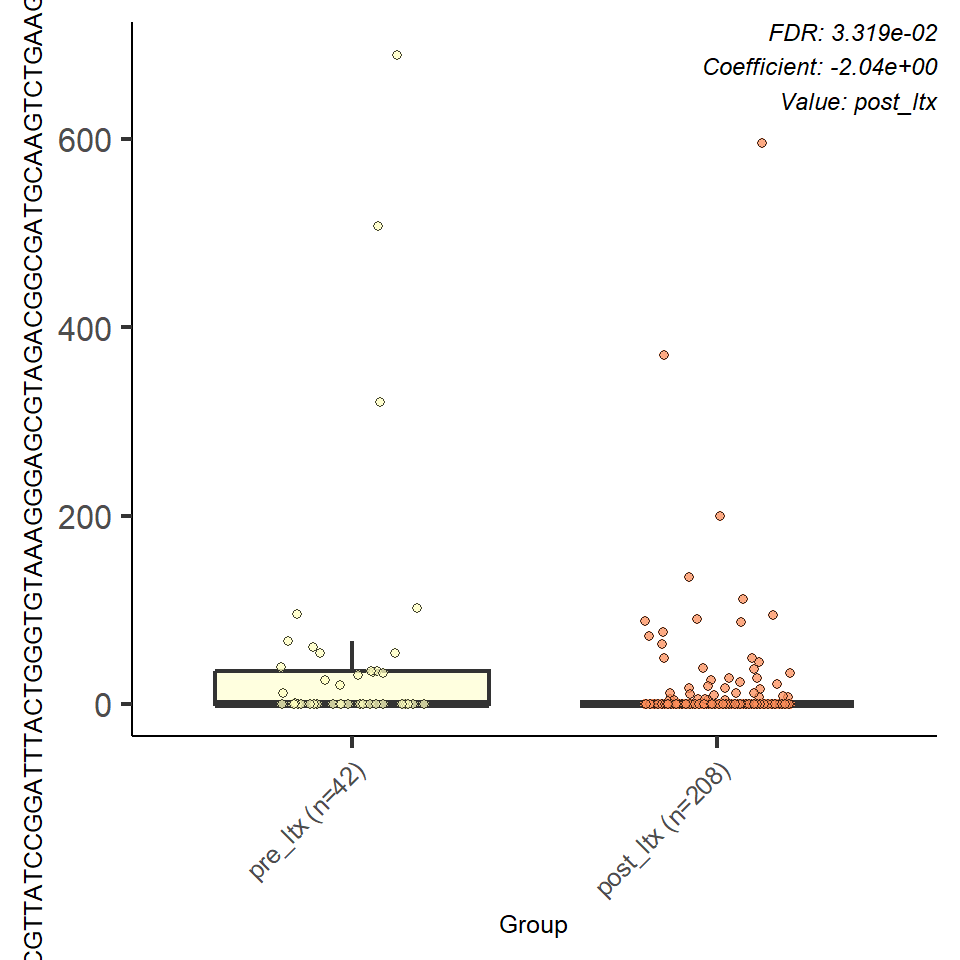 CGTTATCCGGATTTACTGGGTGTAAAGGGAGCGTAGACGGCGATGCAAGTCTGAAG
FDR: 3.319e-02
Coefficient: -2.04e+00
Value: post_ltx
600
400
200
0
pre_ltx (n=42)
post_ltx (n=208)
Group